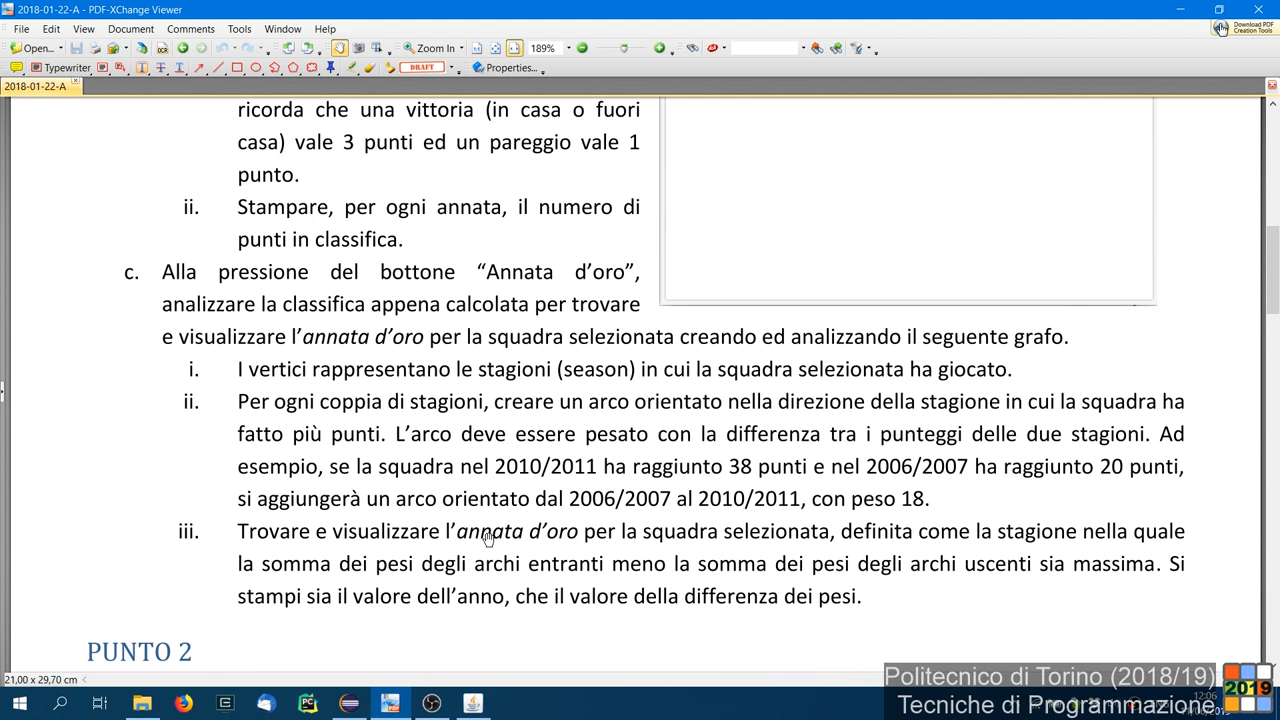 2018-01-22-A - PDF-XChange Viewer
File Edit View Document Comments Tools Window Help
Download PDF
Creation Tools
Open... Zoom In 189%
Typewriter DRAFT Properties...
2018-01-22-A
ricorda che una vittoria (in casa o fuori
casa) vale 3 punti ed un pareggio vale 1
punto.
ii. Stampare, per ogni annata, il numero di
punti in classifica.
c. Alla pressione del bottone “Annata d’oro”,
analizzare la classifica appena calcolata per trovare
e visualizzare l’annata d’oro per la squadra selezionata creando ed analizzando il seguente grafo.
i. I vertici rappresentano le stagioni (season) in cui la squadra selezionata ha giocato.
ii. Per ogni coppia di stagioni, creare un arco orientato nella direzione della stagione in cui la squadra ha
fatto più punti. L’arco deve essere pesato con la differenza tra i punteggi delle due stagioni. Ad
esempio, se la squadra nel 2010/2011 ha raggiunto 38 punti e nel 2006/2007 ha raggiunto 20 punti,
si aggiungerà un arco orientato dal 2006/2007 al 2010/2011, con peso 18.
iii. Trovare e visualizzare l’annata d’oro per la squadra selezionata, definita come la stagione nella quale
la somma dei pesi degli archi entranti meno la somma dei pesi degli archi uscenti sia massima. Si
stampi sia il valore dell’anno, che il valore della differenza dei pesi.
PUNTO 2
21,00 x 29,70 cm
Politecnico di Torino (2018/19)
Tecniche di Programmazione
2019
12:06